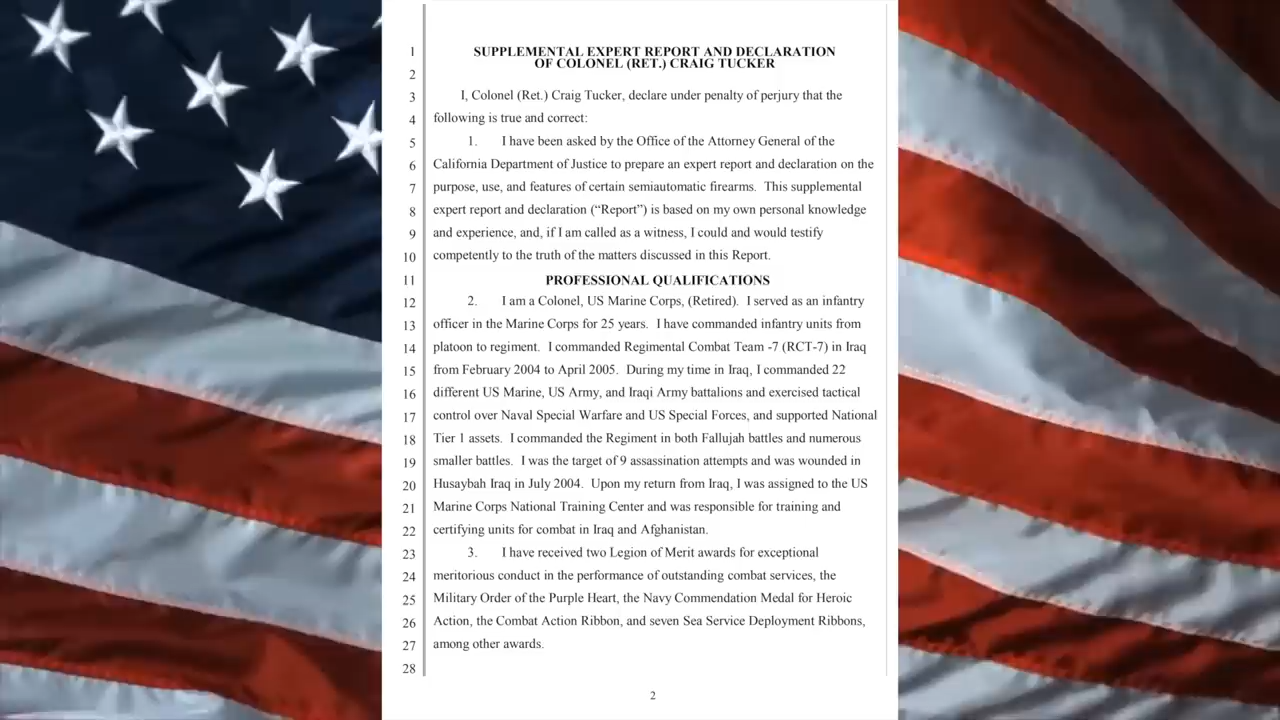 SUPPLEMENTAL EXPERT REPORT AND DECLARATION
OF COLONEL (RET.) CRAIG TUCKER
1
2
3 I, Colonel (Ret.) Craig Tucker, declare under penalty of perjury that the
4 following is true and correct:
5 1. I have been asked by the Office of the Attorney General of the
6 California Department of Justice to prepare an expert report and declaration on the
7 purpose, use, and features of certain semiautomatic firearms. This supplemental
8 expert report and declaration (“Report”) is based on my own personal knowledge
9 and experience, and, if I am called as a witness, I could and would testify
10 competently to the truth of the matters discussed in this Report.
11 PROFESSIONAL QUALIFICATIONS
12 2. I am a Colonel, US Marine Corps, (Retired). I served as an infantry
13 officer in the Marine Corps for 25 years. I have commanded infantry units from
14 platoon to regiment. I commanded Regimental Combat Team -7 (RCT-7) in Iraq
15 from February 2004 to April 2005. During my time in Iraq, I commanded 22
16 different US Marine, US Army, and Iraqi Army battalions and exercised tactical
17 control over Naval Special Warfare and US Special Forces, and supported National
18 Tier 1 assets. I commanded the Regiment in both Fallujah battles and numerous
19 smaller battles. I was the target of 9 assassination attempts and was wounded in
20 Husaybah Iraq in July 2004. Upon my return from Iraq, I was assigned to the US
21 Marine Corps National Training Center and was responsible for training and
22 certifying units for combat in Iraq and Afghanistan.
23 3. I have received two Legion of Merit awards for exceptional
24 meritorious conduct in the performance of outstanding combat services, the
25 Military Order of the Purple Heart, the Navy Commendation Medal for Heroic
26 Action, the Combat Action Ribbon, and seven Sea Service Deployment Ribbons,
27 among other awards.
28
2